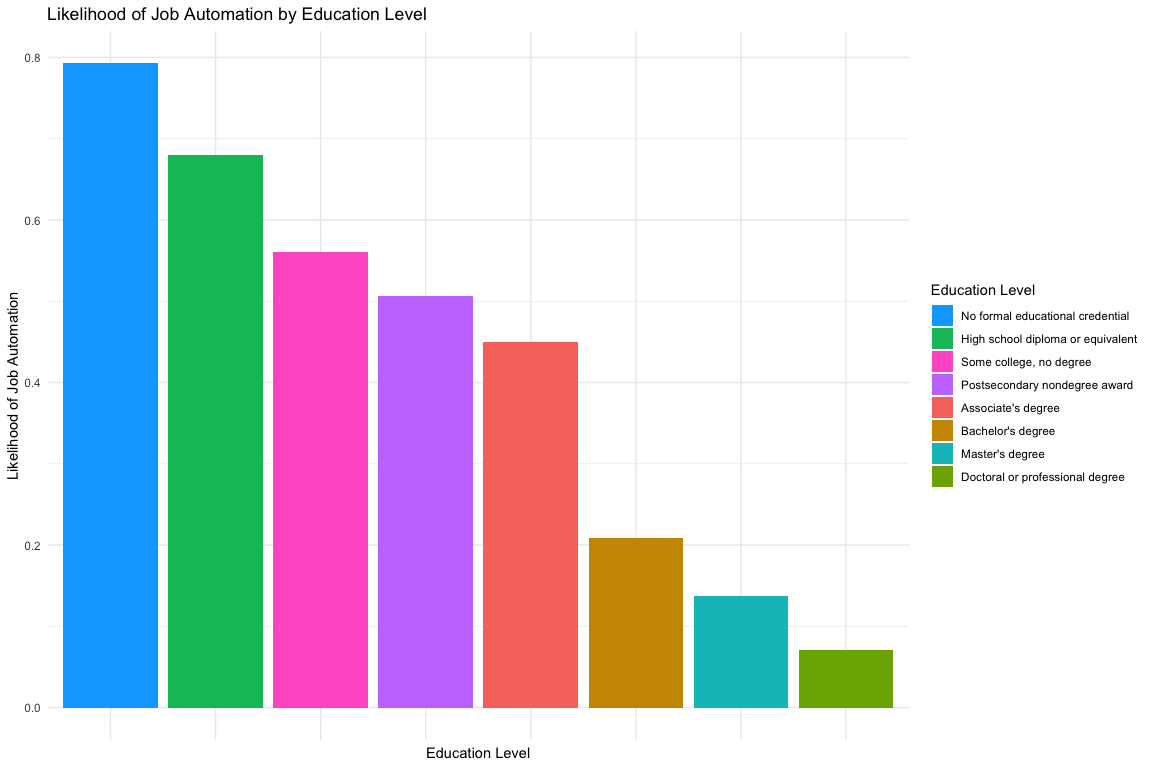 Likelihood of Job Automation by Education Level
0.8
0.6
0.4
0.2
0.0
Likelihood of Job Automation
Education Level
Education Level
No formal educational credential
High school diploma or equivalent
Some college, no degree
Postsecondary nondegree award
Associate's degree
Bachelor's degree
Master's degree
Doctoral or professional degree